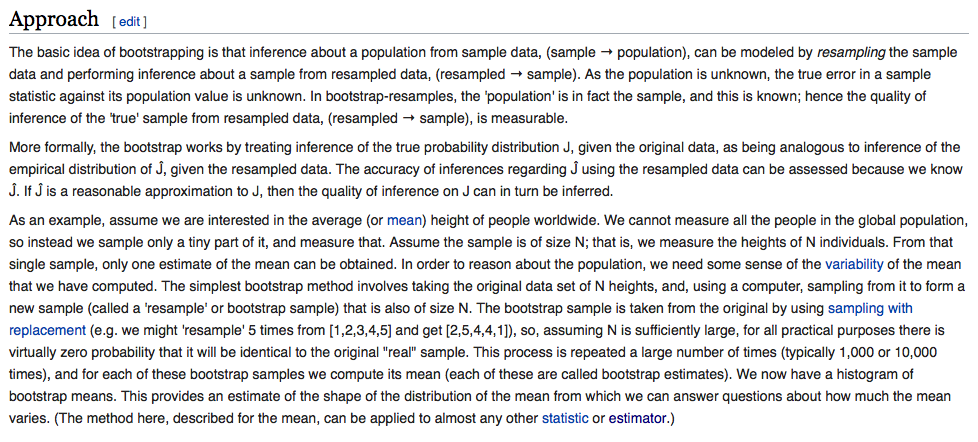 Approach [ edit ]
The basic idea of bootstrapping is that inference about a population from sample data, (sample → population), can be modeled by resampling the sample
data and performing inference about a sample from resampled data, (resampled → sample). As the population is unknown, the true error in a sample
statistic against its population value is unknown. In bootstrap-resamples, the 'population' is in fact the sample, and this is known; hence the quality of
inference of the 'true' sample from resampled data, (resampled → sample), is measurable.
More formally, the bootstrap works by treating inference of the true probability distribution J, given the original data, as being analogous to inference of the
empirical distribution of Ĵ, given the resampled data. The accuracy of inferences regarding Ĵ using the resampled data can be assessed because we know
Ĵ. If Ĵ is a reasonable approximation to J, then the quality of inference on J can in turn be inferred.
As an example, assume we are interested in the average (or mean) height of people worldwide. We cannot measure all the people in the global population,
so instead we sample only a tiny part of it, and measure that. Assume the sample is of size N; that is, we measure the heights of N individuals. From that
single sample, only one estimate of the mean can be obtained. In order to reason about the population, we need some sense of the variability of the mean
that we have computed. The simplest bootstrap method involves taking the original data set of N heights, and, using a computer, sampling from it to form a
new sample (called a 'resample' or bootstrap sample) that is also of size N. The bootstrap sample is taken from the original by using sampling with
replacement (e.g. we might 'resample' 5 times from [1,2,3,4,5] and get [2,5,4,4,1]), so, assuming N is sufficiently large, for all practical purposes there is
virtually zero probability that it will be identical to the original "real" sample. This process is repeated a large number of times (typically 1,000 or 10,000
times), and for each of these bootstrap samples we compute its mean (each of these are called bootstrap estimates). We now have a histogram of
bootstrap means. This provides an estimate of the shape of the distribution of the mean from which we can answer questions about how much the mean
varies. (The method here, described for the mean, can be applied to almost any other statistic or estimator.)